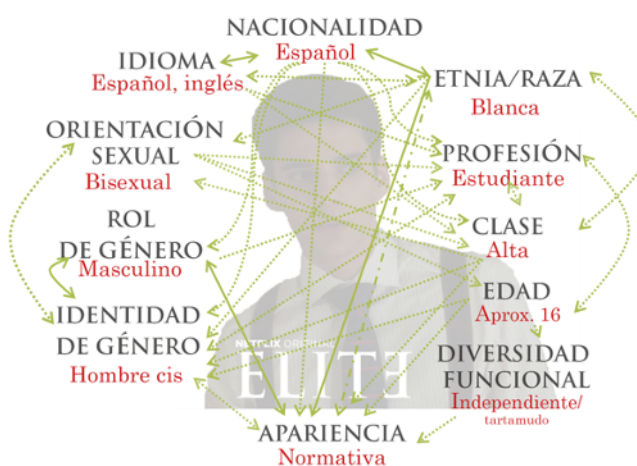 NACIONALIDAD
Español
IDIOMA
Español, inglés
ETNIA/RAZA
Blanca
ORIENTACIÓN
SEXUAL
Bisexual
PROFESIÓN
Estudiante
ROL
DE GÉNERO
Masculino
CLASE
Alta
IDENTIDAD
DE GÉNERO
Hombre cis
EDAD
Aprox. 16
NETFLIX ORIGINAL
ELITE
DIVERSIDAD
FUNCIONAL
Independiente/
tartamudo
APARIENCIA
Normativa